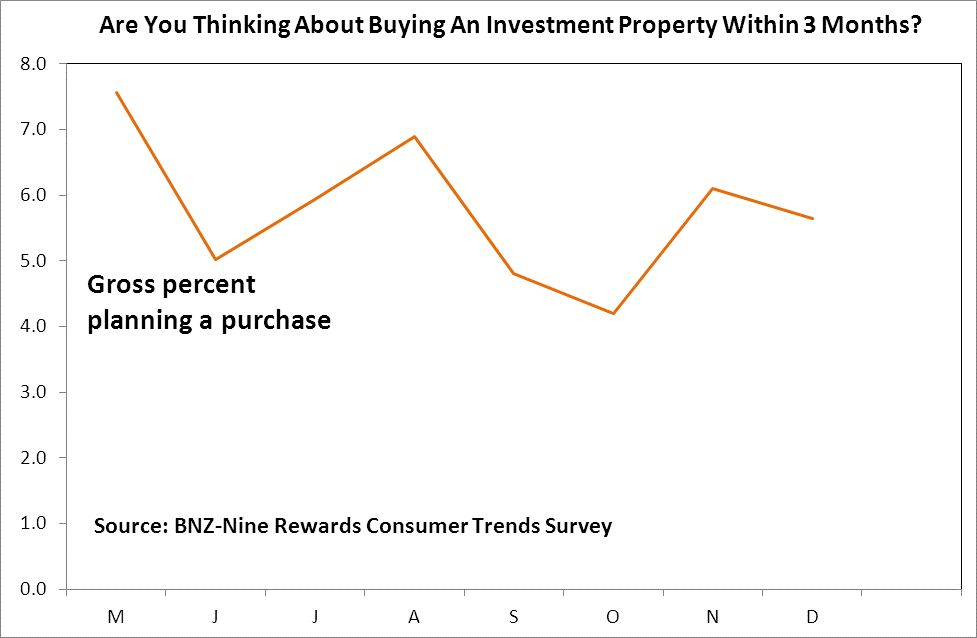 Are You Thinking About Buying An Investment Property Within 3 Months?
8.0
7.0
6.0
5.0
Gross percent
planning a purchase
4.0
3.0
2.0
1.0
Source: BNZ-Nine Rewards Consumer Trends Survey
0.0
M J J A S O N D